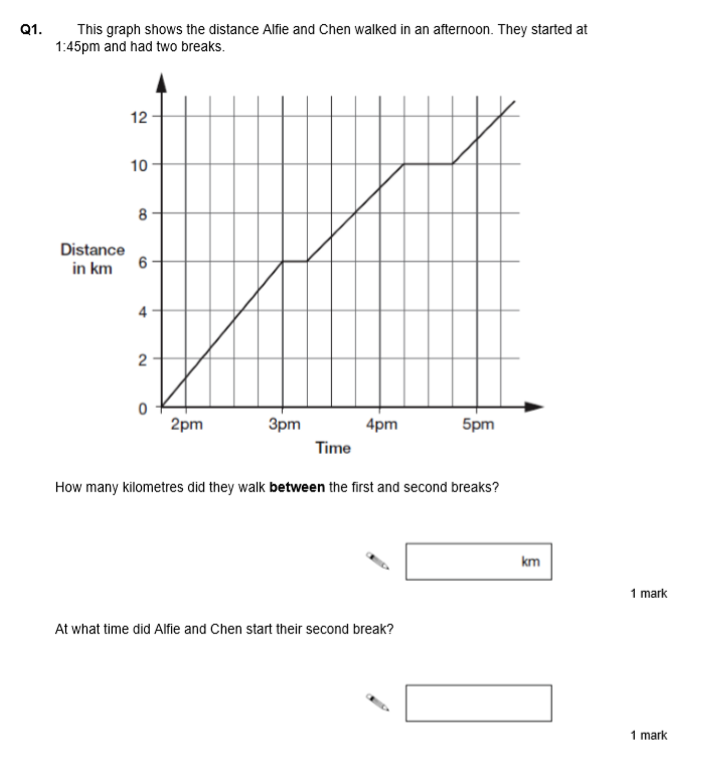 Q1. This graph shows the distance Alfie and Chen walked in an afternoon. They started at
1:45pm and had two breaks.
12
10
8
Distance
in km
6
4
2
0
2pm 3pm 4pm 5pm
Time
How many kilometres did they walk between the first and second breaks?
km
1 mark
At what time did Alfie and Chen start their second break?
1 mark